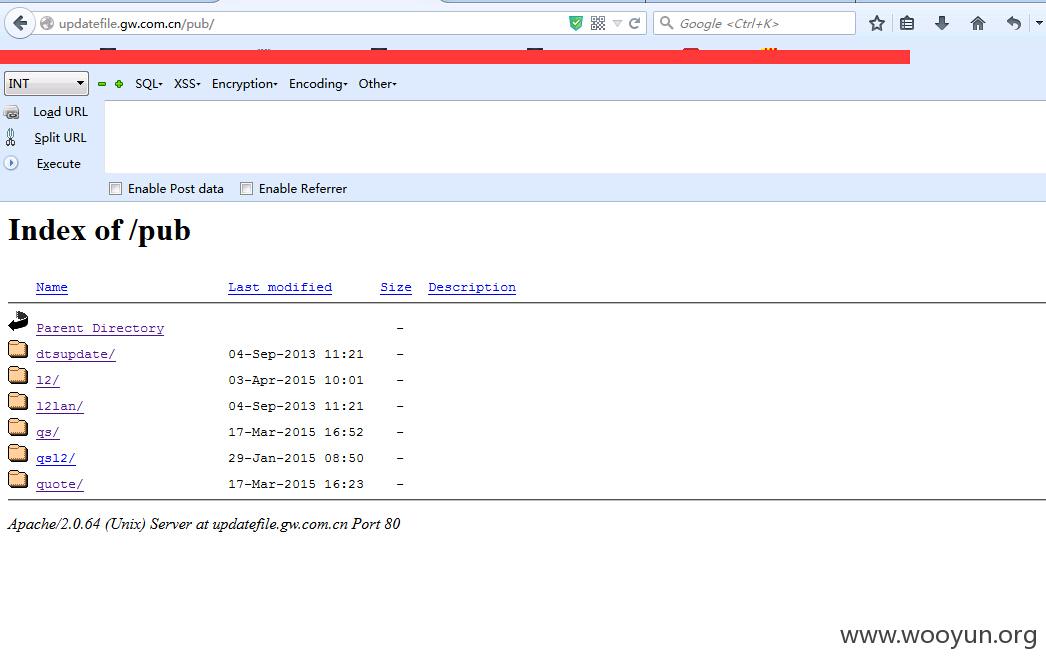 updatefile.gw.com.cn/pub/
Google <Ctrl+K>
INT SQL XSS Encryption Encoding Other
Load URL
Split URL
Execute
Enable Post data Enable Referrer
Index of /pub
Name Last modified Size Description
Parent Directory -
dtsupdate/ 04-Sep-2013 11:21 -
l2/ 03-Apr-2015 10:01 -
l2lan/ 04-Sep-2013 11:21 -
qs/ 17-Mar-2015 16:52 -
qsl2/ 29-Jan-2015 08:50 -
quote/ 17-Mar-2015 16:23 -
Apache/2.0.64 (Unix) Server at updatefile.gw.com.cn Port 80
www.wooyun.org